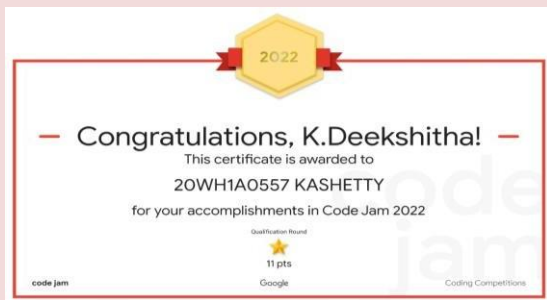 2022
Congratulations, K.Deekshitha!
This certificate is awarded to
20WH1A0557 KASHETTY
for your accomplishments in Code Jam 2022
Qualification Round
11 pts
code jam
code jam Google Coding Competitions